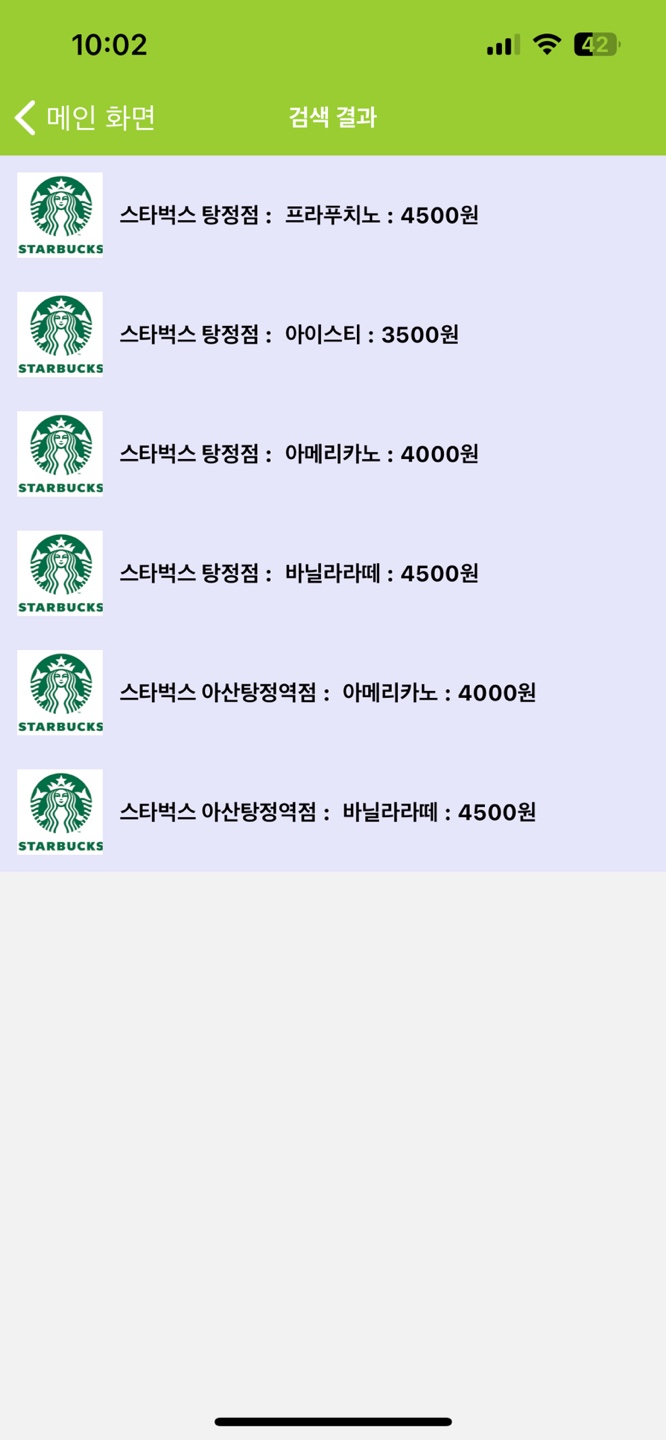 10:02
42
메인 화면
검색 결과
STARBUCKS
스타벅스 탕정점 : 프라푸치노 : 4500원
STARBUCKS
스타벅스 탕정점 : 아이스티 : 3500원
STARBUCKS
스타벅스 탕정점 : 아메리카노 : 4000원
STARBUCKS
스타벅스 탕정점 : 바닐라라떼 : 4500원
STARBUCKS
스타벅스 아산탕정역점 : 아메리카노 : 4000원
STARBUCKS
스타벅스 아산탕정역점 : 바닐라라떼 : 4500원